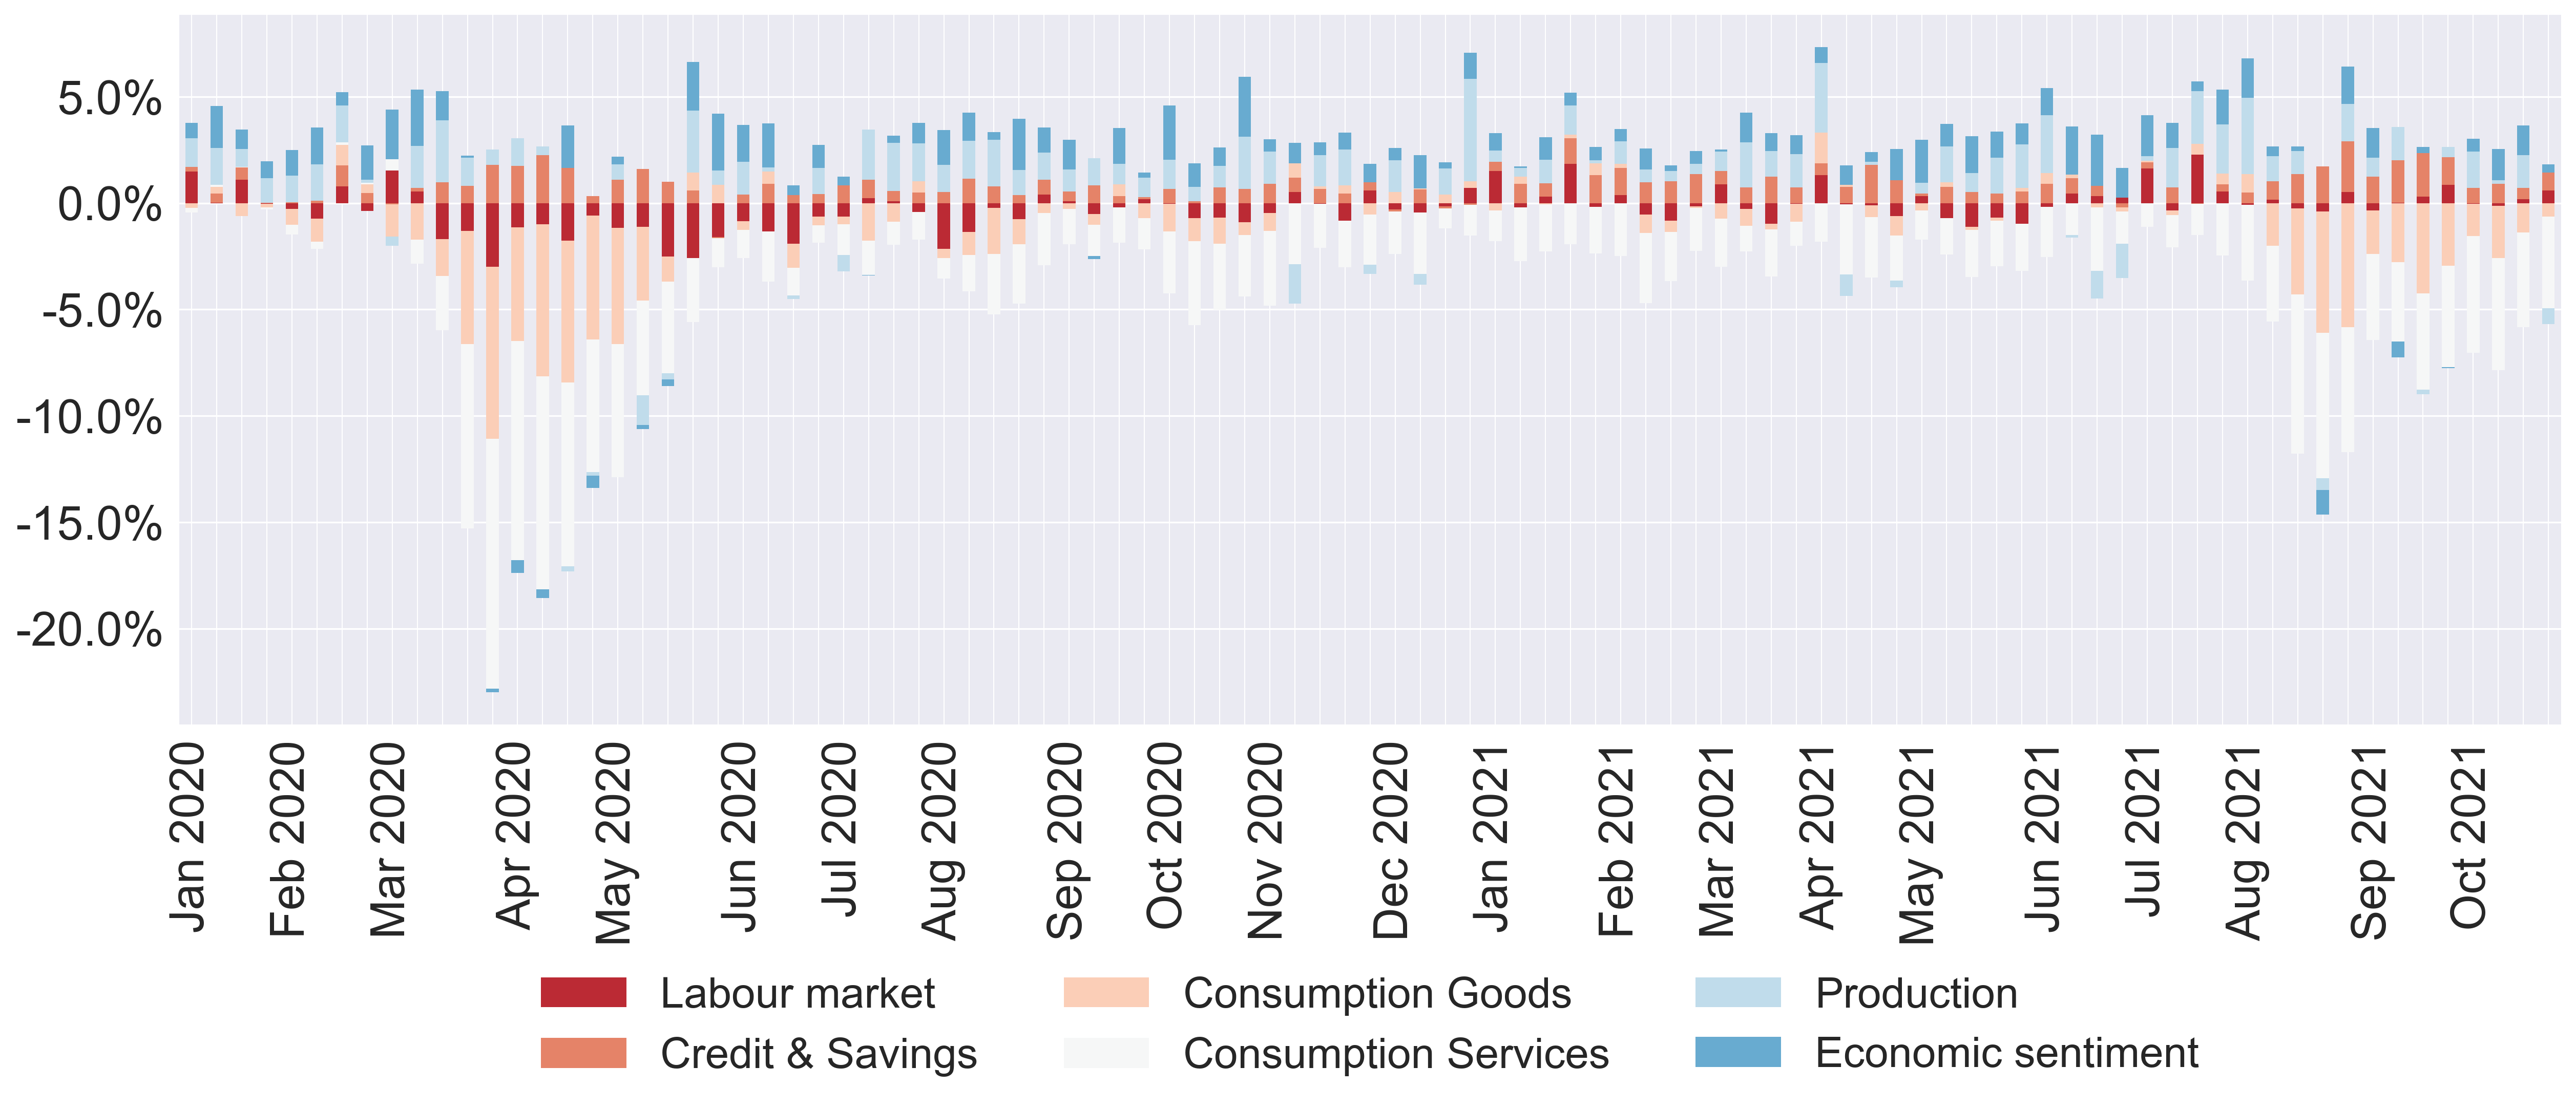 5.0%
0.0%
-5.0%
-10.0%
-15.0%
-20.0%
Jan 2020
Feb 2020
Mar 2020
Apr 2020
May 2020
Jun 2020
Jul 2020
Aug 2020
Sep 2020
Oct 2020
Nov 2020
Dec 2020
Jan 2021
Feb 2021
Mar 2021
Apr 2021
May 2021
Jun 2021
Jul 2021
Aug 2021
Sep 2021
Oct 2021
Labour market
Consumption Goods
Production
Credit & Savings
Consumption Services
Economic sentiment